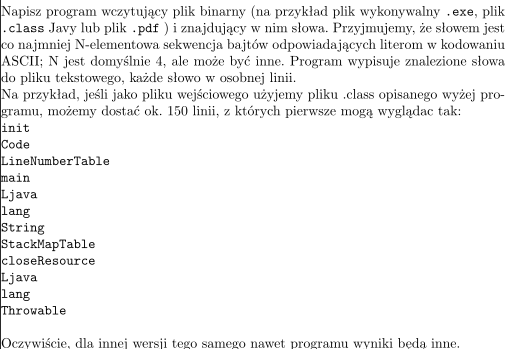 Napisz program wczytujący plik binarny (na przykład plik wykonywalny .exe, plik
.class Javy lub plik .pdf ) i znajdujący w nim słowa. Przyjmujemy, że słowem jest
co najmniej N-elementowa sekwencja bajtów odpowiadających literom w kodowaniu
ASCII; N jest domyślnie 4, ale może być inne. Program wypisuje znalezione słowa
do pliku tekstowego, każde słowo w osobnej linii.
Na przykład, jeśli jako pliku wejściowego użyjemy pliku .class opisanego wyżej pro-
gramu, możemy dostać ok. 150 linii, z których pierwsze mogą wyglądac tak:
init
Code
LineNumberTable
main
Ljava
lang
String
StackMapTable
closeResource
Ljava
lang
Throwable
Oczywiście, dla innej wersji tego samego nawet programu wyniki będą inne.